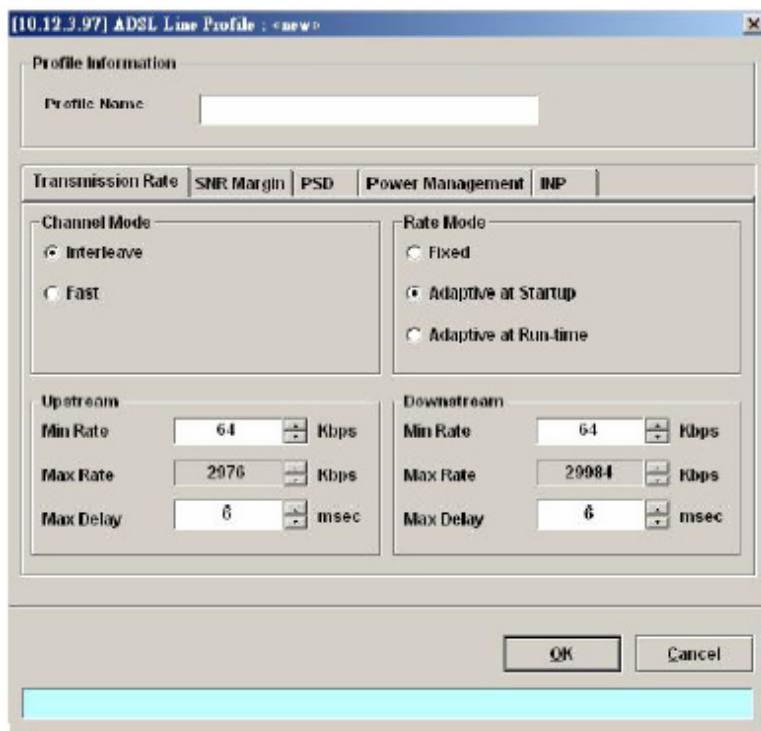 [10.12.3.97] ADSL Line Profile : <new>
Profile Information
Profile Name
Transmission Rate SNR Margin PSD Power Management INP
Channel Mode
Interleave
Fast
Rate Mode
Fixed
Adaptive at Startup
Adaptive at Run-time
Upstream
Min Rate 64 Kbps
Max Rate 2976 Kbps
Max Delay 6 msec
Downstream
Min Rate 64 Kbps
Max Rate 29984 Kbps
Max Delay 6 msec
OK Cancel